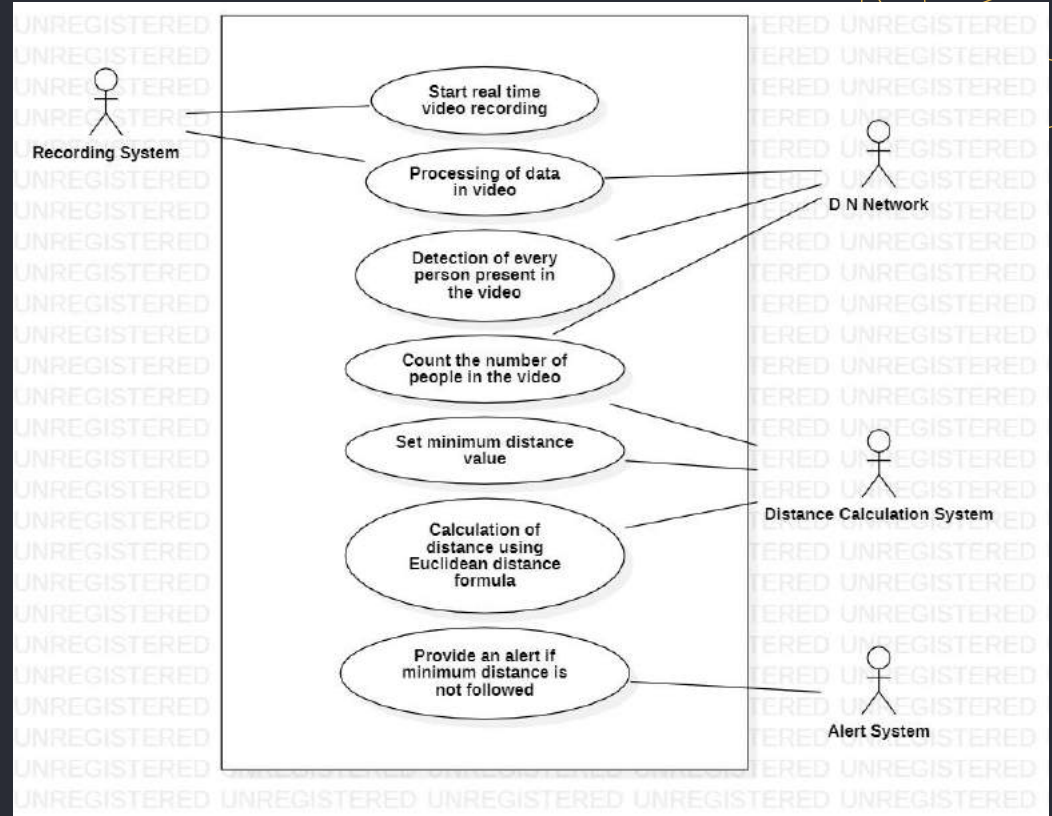 Start real time
video recording
Recording System
Processing of data
in video
D N Network
Detection of every
person present in
the video
Count the number of
people in the video
Set minimum distance
value
Distance Calculation System
Calculation of
distance using
Euclidean distance
formula
Provide an alert if
minimum distance is
not followed
Alert System
UNREGISTERED